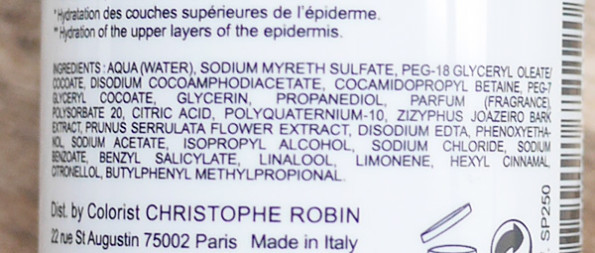 *Hydratation des couches supérieures de l'épiderme.
*Hydration of the upper layers of the epidermis.
INGREDIENTS : AQUA (WATER), SODIUM MYRETH SULFATE, PEG-18 GLYCERYL OLEATE/
COCOATE, DISODIUM COCOAMPHODIACETATE, COCAMIDOPROPYL BETAINE, PEG-7
GLYCERYL COCOATE, GLYCERIN, PROPANEDIOL, PARFUM (FRAGRANCE),
POLYSORBATE 20, CITRIC ACID, POLYQUATERNIUM-10, ZIZYPHUS JOAZEIRO BARK
EXTRACT, PRUNUS SERRULATA FLOWER EXTRACT, DISODIUM EDTA, PHENOXYETHA-
NOL, SODIUM ACETATE, ISOPROPYL ALCOHOL, SODIUM CHLORIDE, SODIUM
BENZOATE, BENZYL SALICYLATE, LINALOOL, LIMONENE, HEXYL CINNAMAL,
CITRONELLOL, BUTYLPHENYL METHYLPROPIONAL.
Dist. by Colorist CHRISTOPHE ROBIN
22 rue St Augustin 75002 Paris Made in Italy
SP250